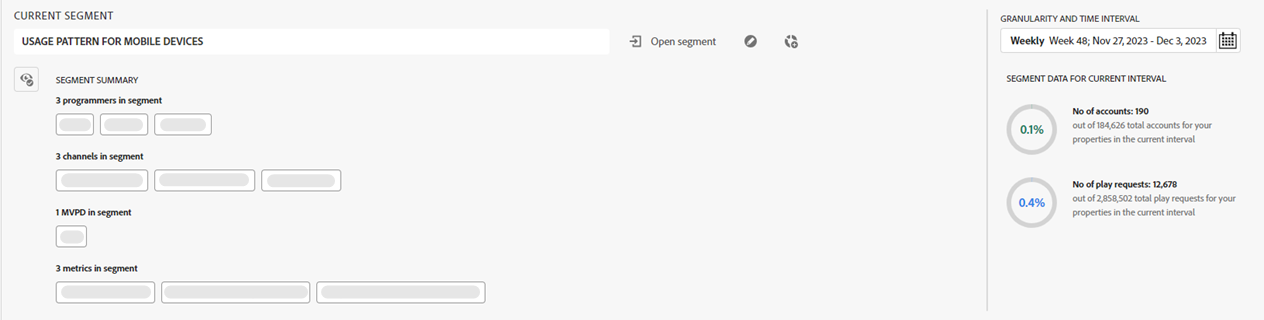 CURRENT SEGMENT
USAGE PATTERN FOR MOBILE DEVICES
Open segment
SEGMENT SUMMARY
3 programmers in segment
3 channels in segment
1 MVPD in segment
3 metrics in segment
GRANULARITY AND TIME INTERVAL
Weekly Week 48; Nov 27, 2023 - Dec 3, 2023
SEGMENT DATA FOR CURRENT INTERVAL
0.1%
No of accounts: 190
out of 184,626 total accounts for your
properties in the current interval
0.4%
No of play requests: 12,678
out of 2,858,502 total play requests for your
properties in the current interval